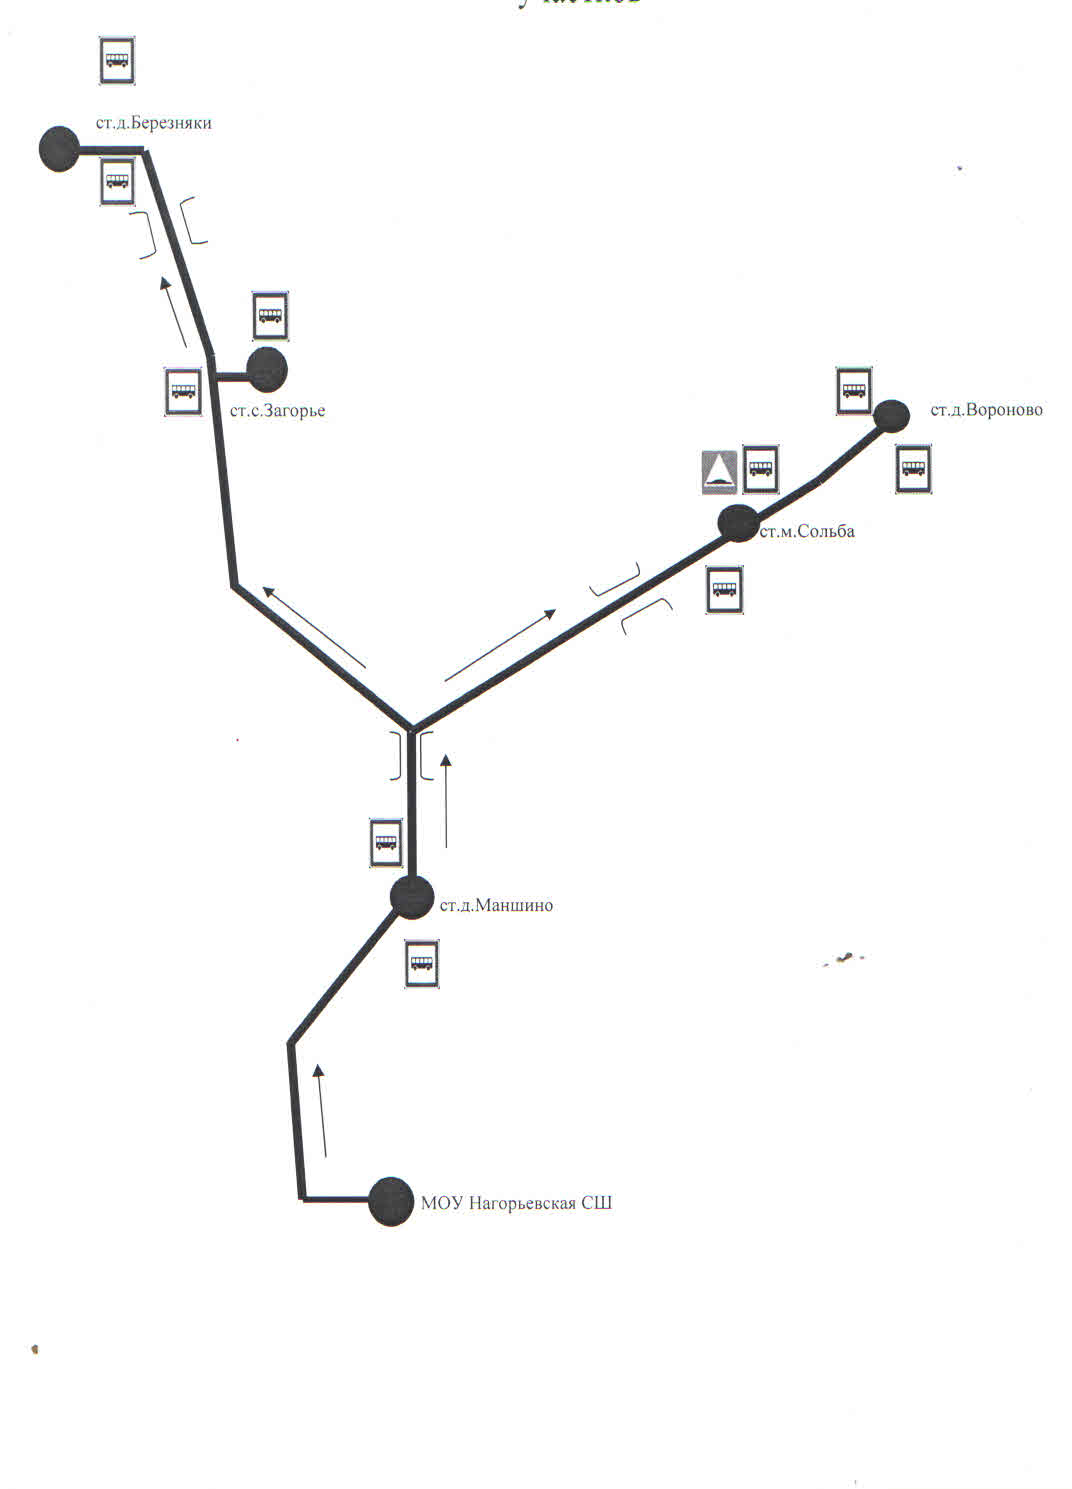 ст.д.Березняки
ст.с.Загорье
ст.д.Вороново
ст.м.Сольба
ст.д.Маншино
МОУ Нагорьевская СШ